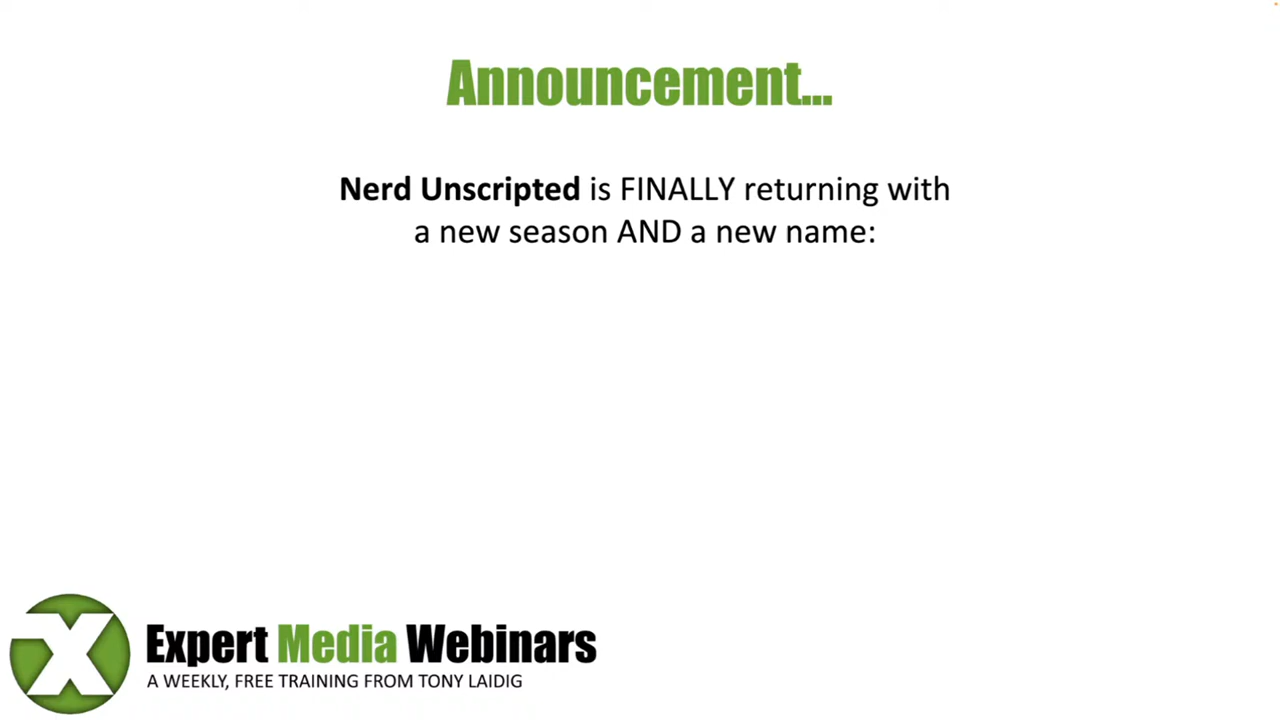 Announcement...
Nerd Unscripted is FINALLY returning with
a new season AND a new name:
X
Expert Media Webinars
A WEEKLY, FREE TRAINING FROM TONY LAIDIG